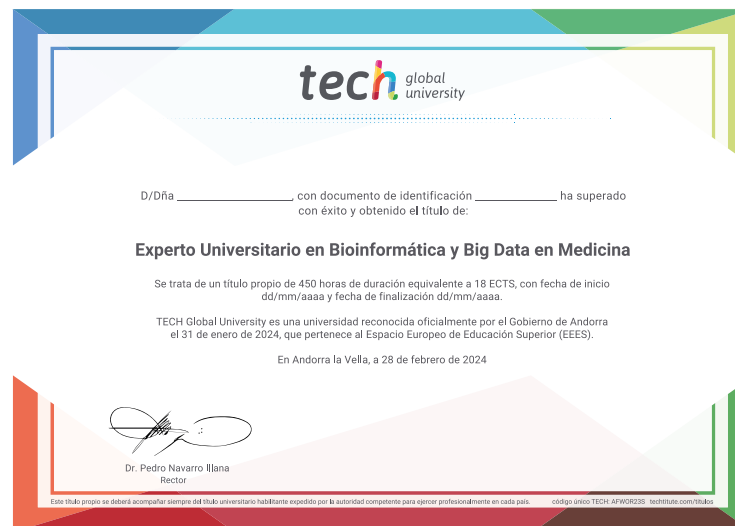 tech global university
D/Dña ______________, con documento de identificación ______________ ha superado
con éxito y obtenido el título de:
Experto Universitario en Bioinformática y Big Data en Medicina
Se trata de un título propio de 450 horas de duración equivalente a 18 ECTS, con fecha de inicio
dd/mm/aaaa y fecha de finalización dd/mm/aaaa.
TECH Global University es una universidad reconocida oficialmente por el Gobierno de Andorra
el 31 de enero de 2024, que pertenece al Espacio Europeo de Educación Superior (EEES).
En Andorra la Vella, a 28 de febrero de 2024
Dr. Pedro Navarro Illana
Rector
Este título propio se deberá acompañar siempre del título universitario habilitante expedido por la autoridad competente para ejercer profesionalmente en cada país. código único TECH: AFWOR23S techtitute.com/titulos